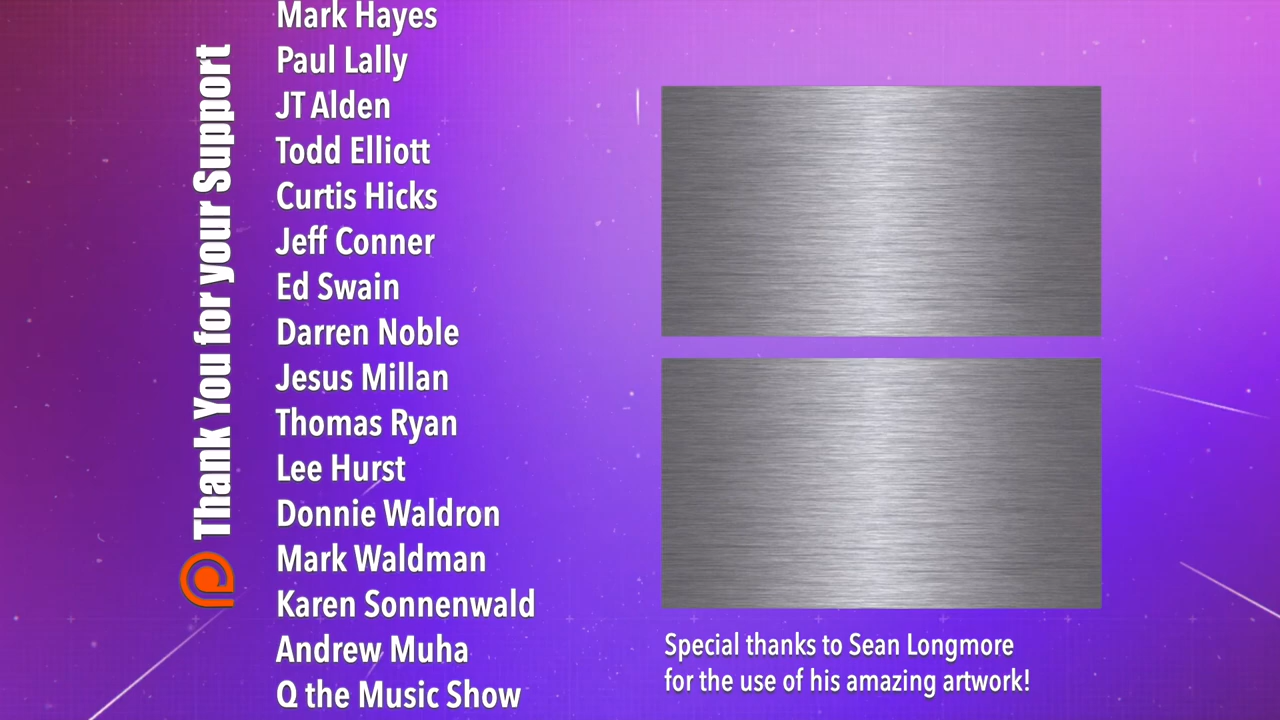 Thank You for your Support
Mark Hayes
Paul Lally
JT Alden
Todd Elliott
Curtis Hicks
Jeff Conner
Ed Swain
Darren Noble
Jesus Millan
Thomas Ryan
Lee Hurst
Donnie Waldron
Mark Waldman
Karen Sonnenwald
Andrew Muha
Q the Music Show
Special thanks to Sean Longmore
for the use of his amazing artwork!